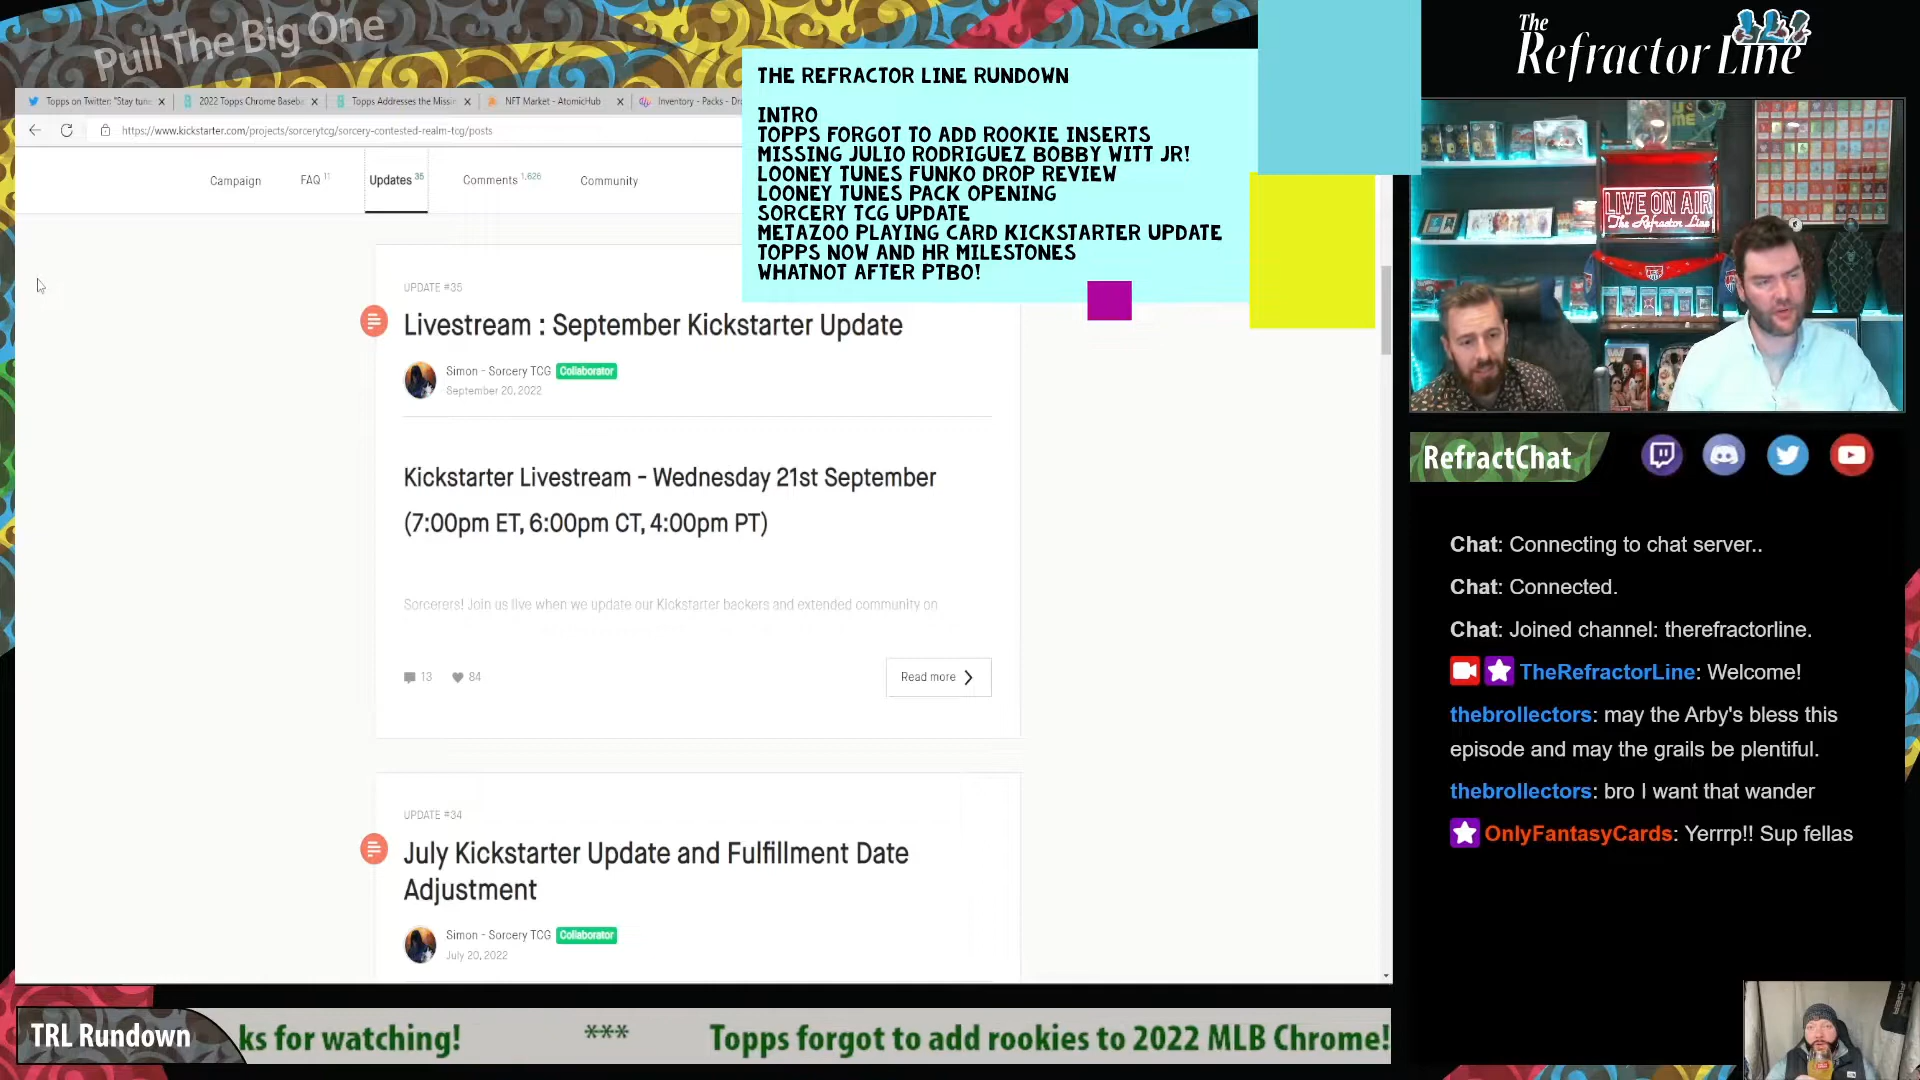 Pull The Big One
Topps on Twitter: "Stay tune
2022 Topps Chrome Baseba
Topps Addresses the Missin
NFT Market - AtomicHub
Inventory - Packs - Dro
https://www.kickstarter.com/projects/sorcerytcg/sorcery-contested-realm-tcg/posts
Campaign
FAQ 11
Updates 35
Comments 1,626
Community
THE REFRACTOR LINE RUNDOWN
INTRO
TOPPS FORGOT TO ADD ROOKIE INSERTS
MISSING JULIO RODRIGUEZ BOBBY WITT JR!
LOONEY TUNES FUNKO DROP REVIEW
LOONEY TUNES PACK OPENING
SORCERY TCG UPDATE
METAZOO PLAYING CARD KICKSTARTER UPDATE
TOPPS NOW AND HR MILESTONES
WHATNOT AFTER PTBO!
UPDATE #35
Livestream : September Kickstarter Update
Simon - Sorcery TCG Collaborator
September 20, 2022
Kickstarter Livestream - Wednesday 21st September
(7:00pm ET, 6:00pm CT, 4:00pm PT)
Sorcerers! Join us live when we update our Kickstarter backers and extended community on
13
84
Read more
UPDATE #34
July Kickstarter Update and Fulfillment Date
Adjustment
Simon - Sorcery TCG Collaborator
July 20, 2022
The
Refractor Line
LIVE ON AIR
The Refractor Line
RefractChat
Chat: Connecting to chat server..
Chat: Connected.
Chat: Joined channel: therefractorline.
TheRefractorLine: Welcome!
thebrollectors: may the Arby's bless this
episode and may the grails be plentiful.
thebrollectors: bro I want that wander
OnlyFantasyCards: Yerrrp!! Sup fellas
TRL Rundown
ks for watching!
***
Topps forgot to add rookies to 2022 MLB Chrome!